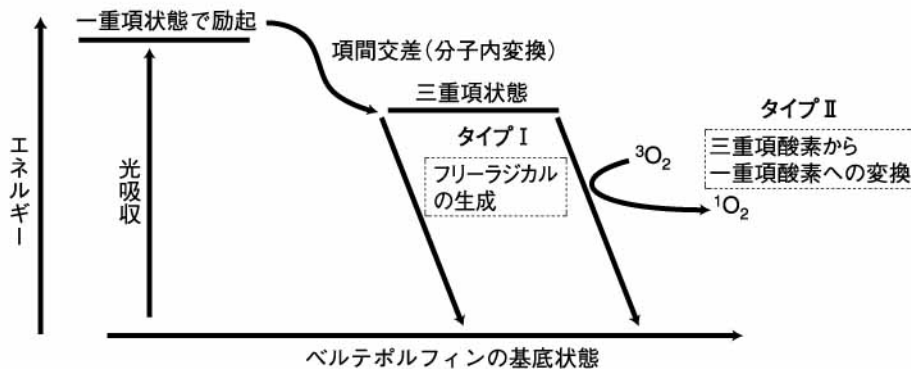 一重項状態で励起
項間交差(分子内変換)
三重項状態
タイプⅠ
フリーラジカル
の生成
タイプⅡ
三重項酸素から
一重項酸素への変換
³O₂
¹O₂
エネルギー
光吸収
ベルテポルフィンの基底状態